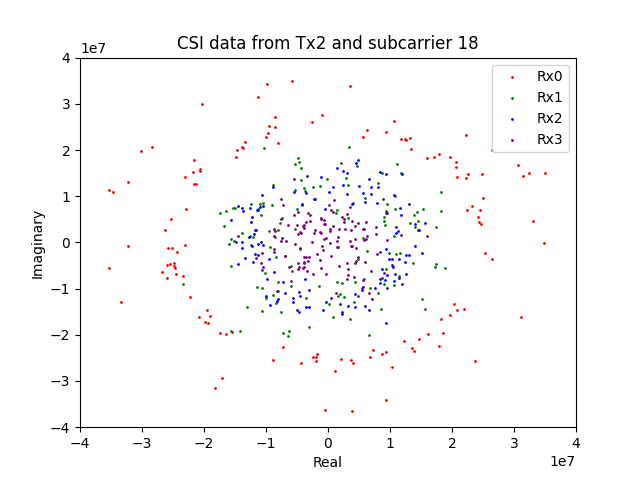 CSI data from Tx2 and subcarrier 18
1e7
4
3
2
1
0
−1
−2
−3
−4
Imaginary
Rx0
Rx1
Rx2
Rx3
−4 −3 −2 −1 0 1 2 3 4
Real
1e7